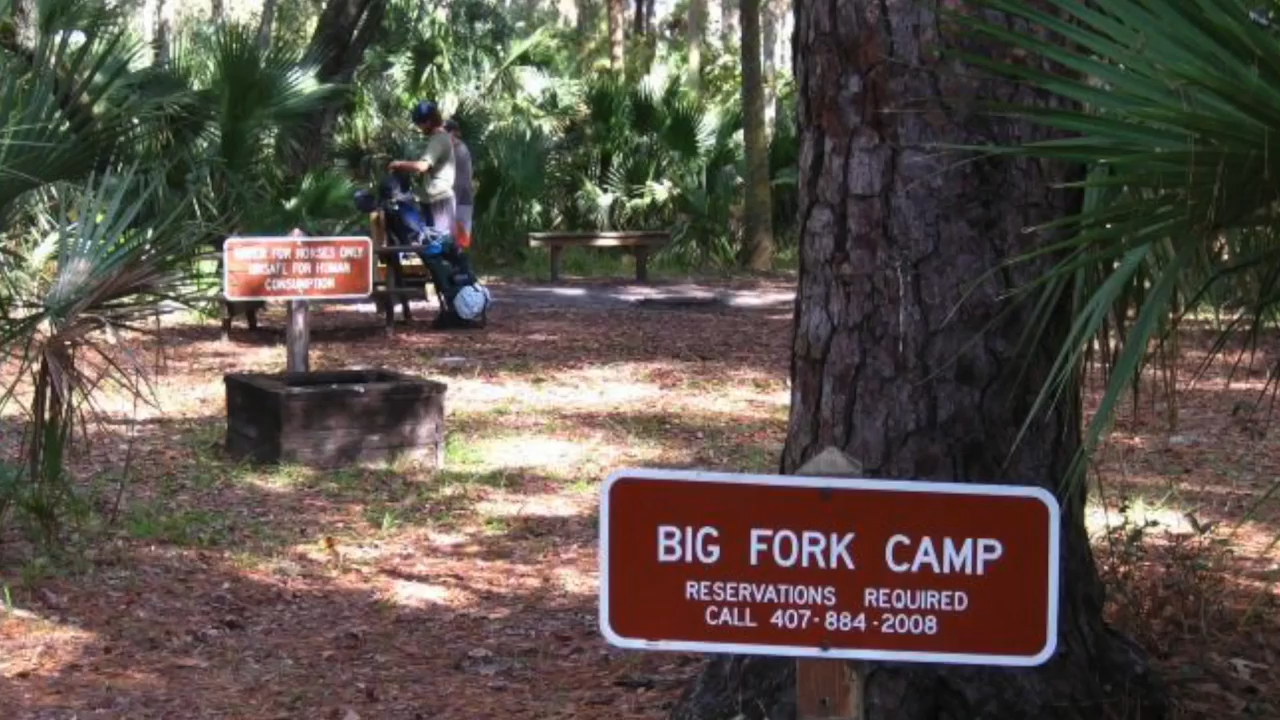 WATER FOR HORSES ONLY
UNSAFE FOR HUMAN
CONSUMPTION
BIG FORK CAMP
RESERVATIONS REQUIRED
CALL 407-884-2008